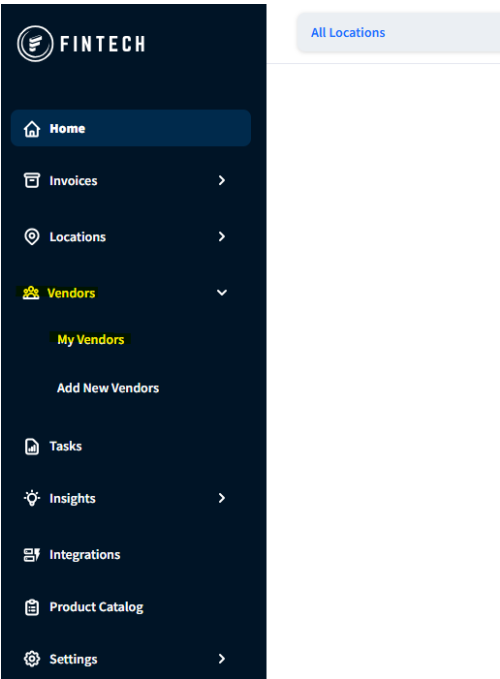 FINTECH
All Locations
Home
Invoices
Locations
Vendors
My Vendors
Add New Vendors
Tasks
Insights
Integrations
Product Catalog
Settings